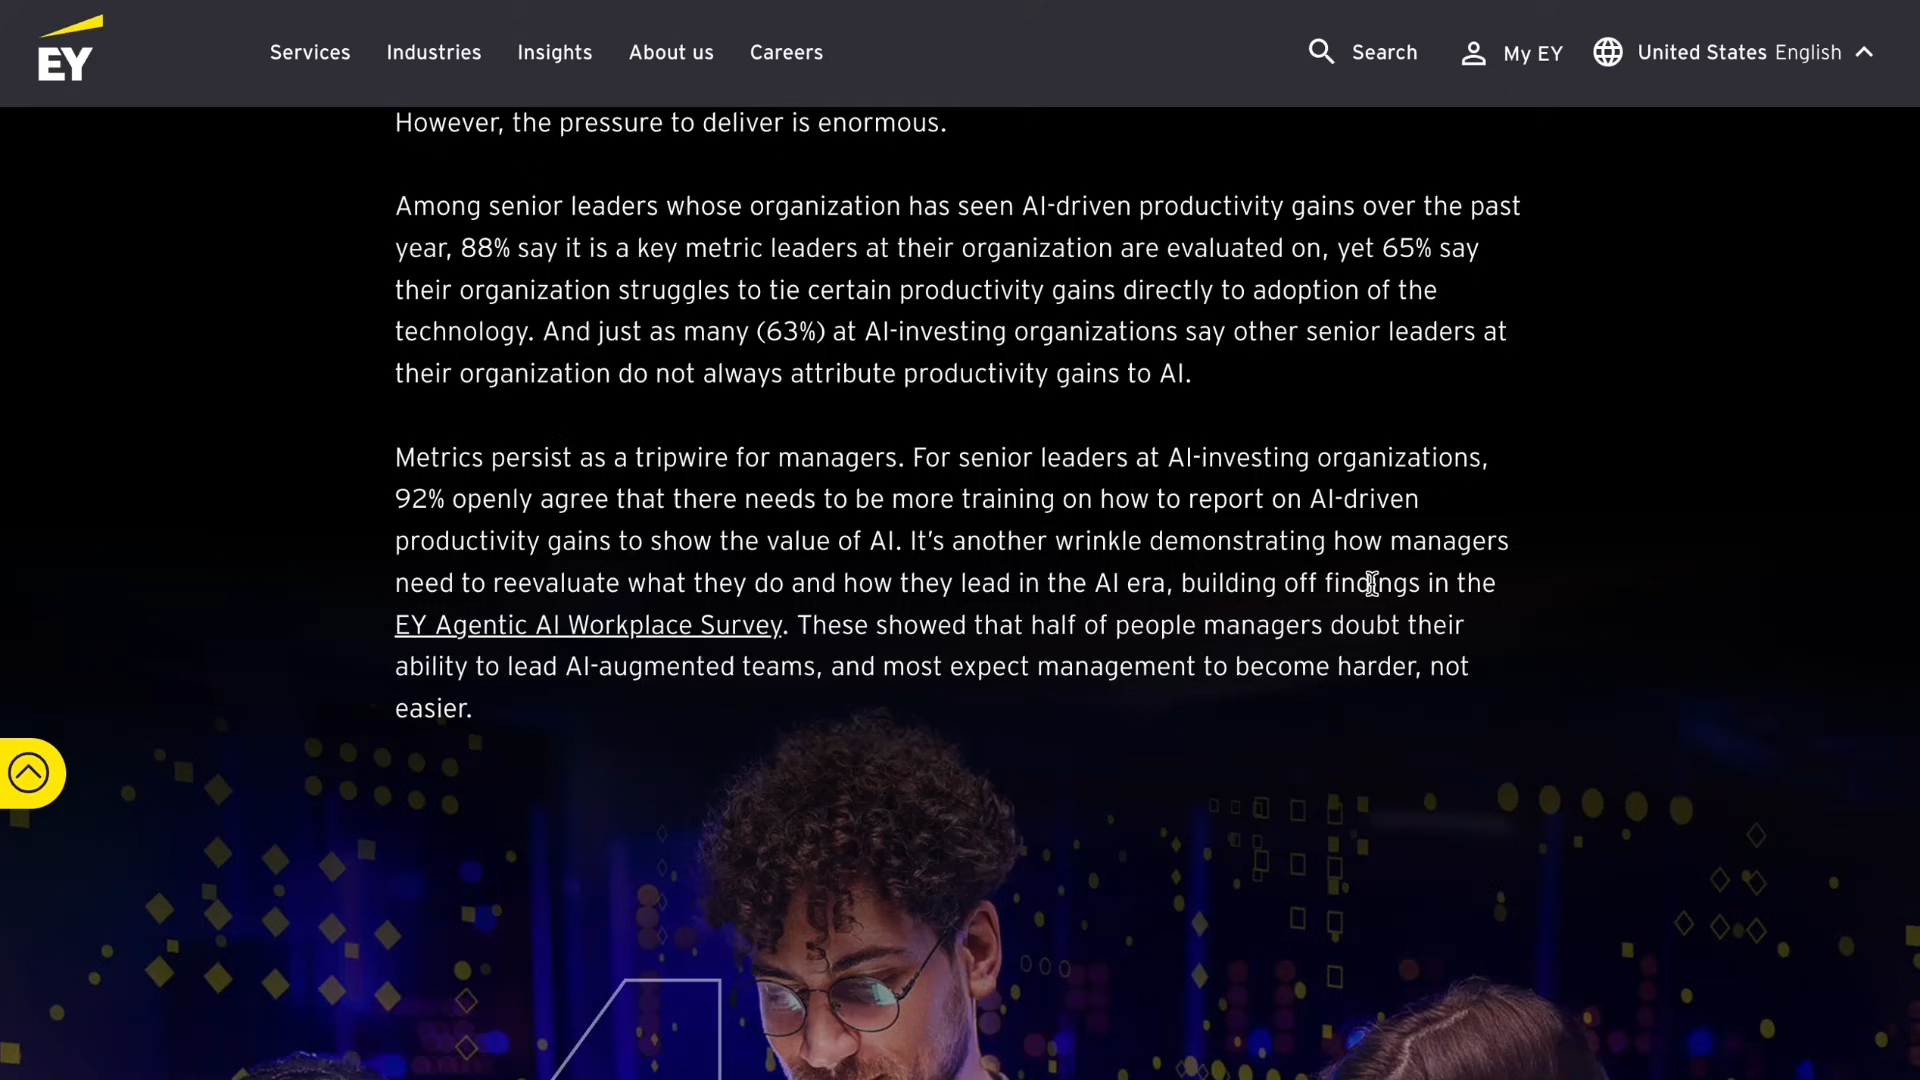 EY
Services
Industries
Insights
About us
Careers
Search
My EY
United States English
However, the pressure to deliver is enormous.
Among senior leaders whose organization has seen AI-driven productivity gains over the past
year, 88% say it is a key metric leaders at their organization are evaluated on, yet 65% say
their organization struggles to tie certain productivity gains directly to adoption of the
technology. And just as many (63%) at AI-investing organizations say other senior leaders at
their organization do not always attribute productivity gains to AI.
Metrics persist as a tripwire for managers. For senior leaders at AI-investing organizations,
92% openly agree that there needs to be more training on how to report on AI-driven
productivity gains to show the value of AI. It’s another wrinkle demonstrating how managers
need to reevaluate what they do and how they lead in the AI era, building off findings in the
EY Agentic AI Workplace Survey. These showed that half of people managers doubt their
ability to lead AI-augmented teams, and most expect management to become harder, not
easier.